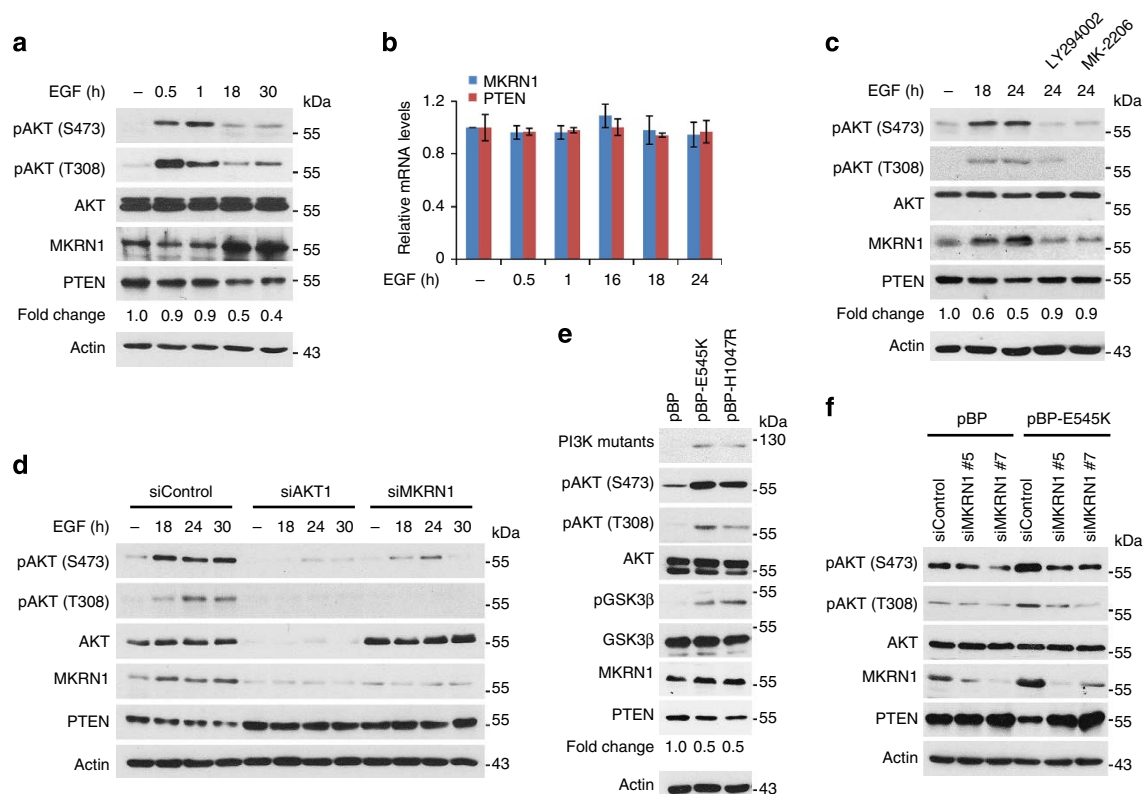 a
EGF (h) – 0.5 1 18 30
kDa
pAKT (S473)
55
pAKT (T308)
55
AKT
55
MKRN1
55
PTEN
55
Fold change 1.0 0.9 0.9 0.5 0.4
Actin
43
b
MKRN1
PTEN
Relative mRNA levels
1.2
0.8
0.4
0
EGF (h) – 0.5 1 16 18 24
c
LY294002
MK-2206
EGF (h) – 18 24 24 24
kDa
pAKT (S473)
55
pAKT (T308)
55
AKT
55
MKRN1
55
PTEN
55
Fold change 1.0 0.6 0.5 0.9 0.9
Actin
43
d
siControl siAKT1 siMKRN1
EGF (h) – 18 24 30 – 18 24 30 – 18 24 30
kDa
pAKT (S473)
55
pAKT (T308)
55
AKT
55
MKRN1
55
PTEN
55
Actin
43
e
pBP
pBP-E545K
pBP-H1047R
kDa
PI3K mutants
130
pAKT (S473)
55
pAKT (T308)
55
AKT
55
pGSK3β
55
GSK3β
MKRN1
55
PTEN
55
Fold change 1.0 0.5 0.5
Actin
43
f
pBP pBP-E545K
siControl
siMKRN1 #5
siMKRN1 #7
siControl
siMKRN1 #5
siMKRN1 #7
kDa
pAKT (S473)
55
pAKT (T308)
55
AKT
55
MKRN1
55
PTEN
55
Actin
43